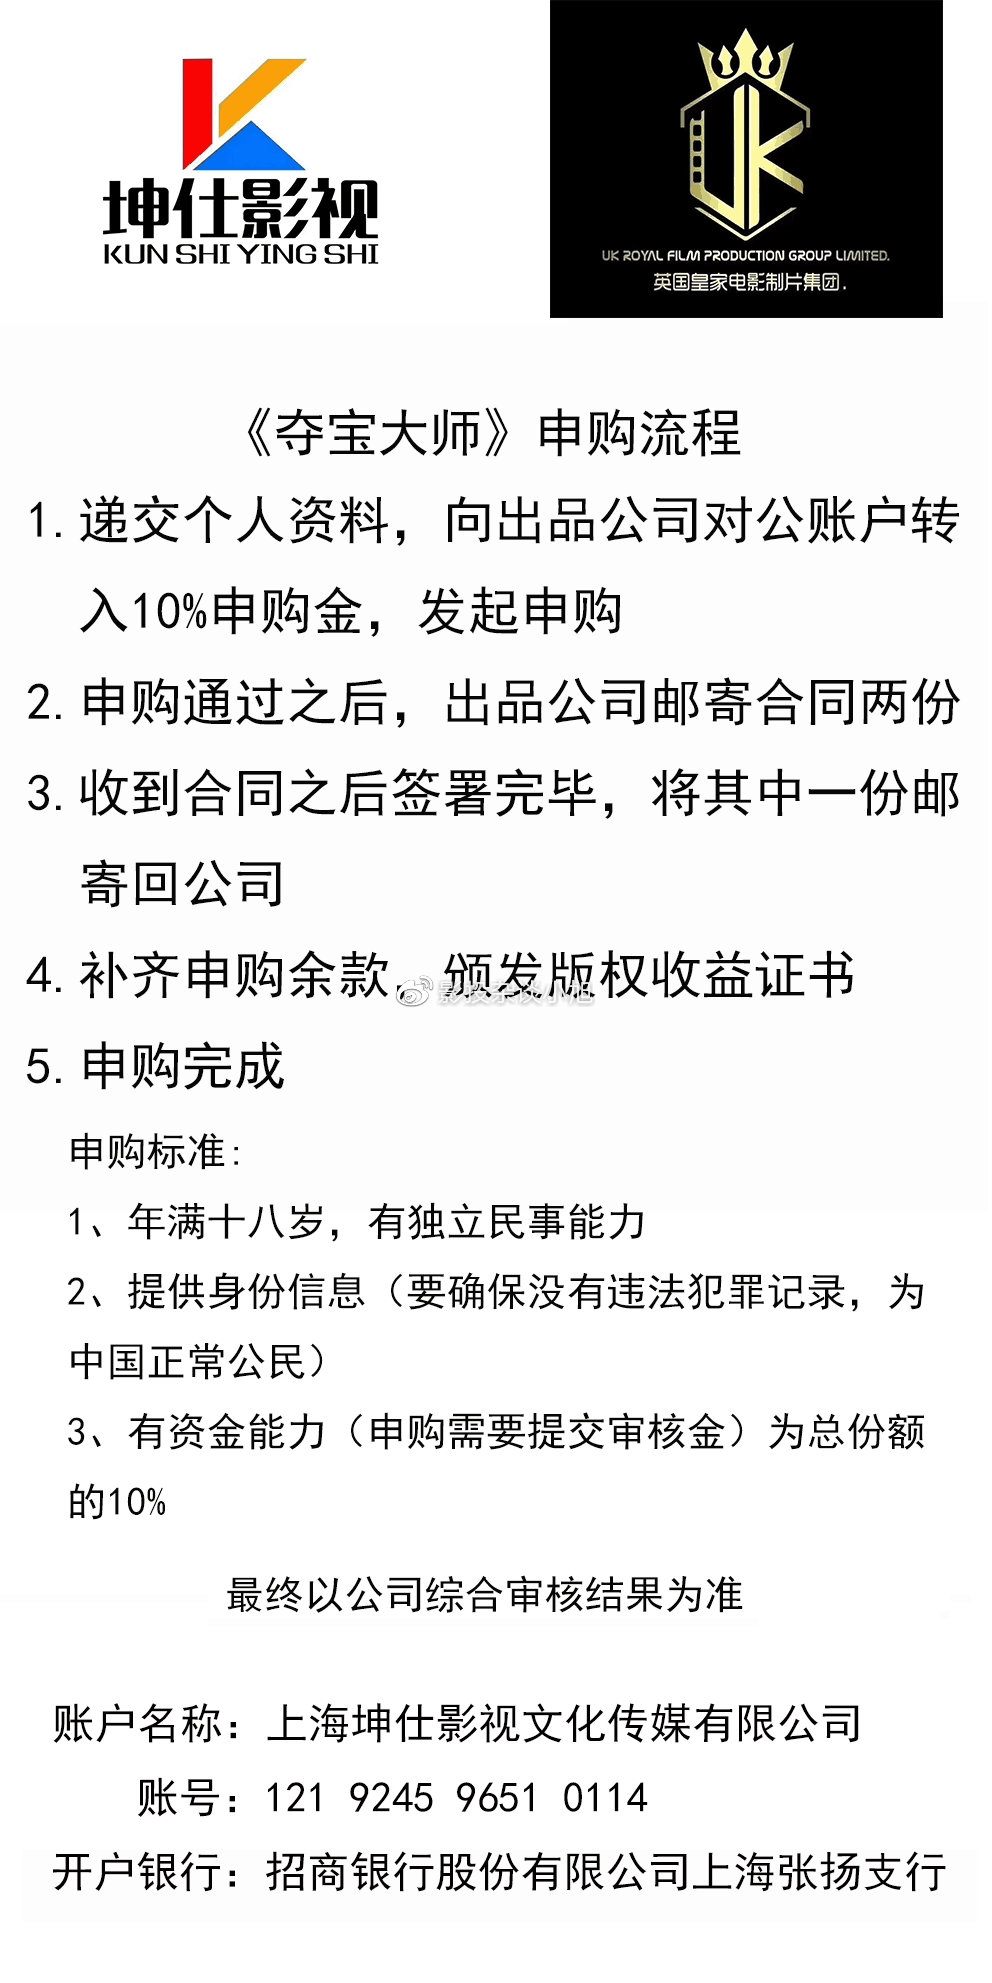 坤仕影视
KUN SHI YING SHI
UK ROYAL FILM PRODUCTION GROUP LIMITED.
英国皇家电影制片集团.
《夺宝大师》申购流程
1. 递交个人资料，向出品公司对公账户转
入10%申购金，发起申购
2. 申购通过之后，出品公司邮寄合同两份
3. 收到合同之后签署完毕，将其中一份邮
寄回公司
4. 补齐申购余款，颁发版权收益证书
影投杂谈小旭
5. 申购完成
申购标准：
1、年满十八岁，有独立民事能力
2、提供身份信息（要确保没有违法犯罪记录，为
中国正常公民）
3、有资金能力（申购需要提交审核金）为总份额
的10%
最终以公司综合审核结果为准
账户名称：上海坤仕影视文化传媒有限公司
账号：121 9245 9651 0114
开户银行：招商银行股份有限公司上海张扬支行